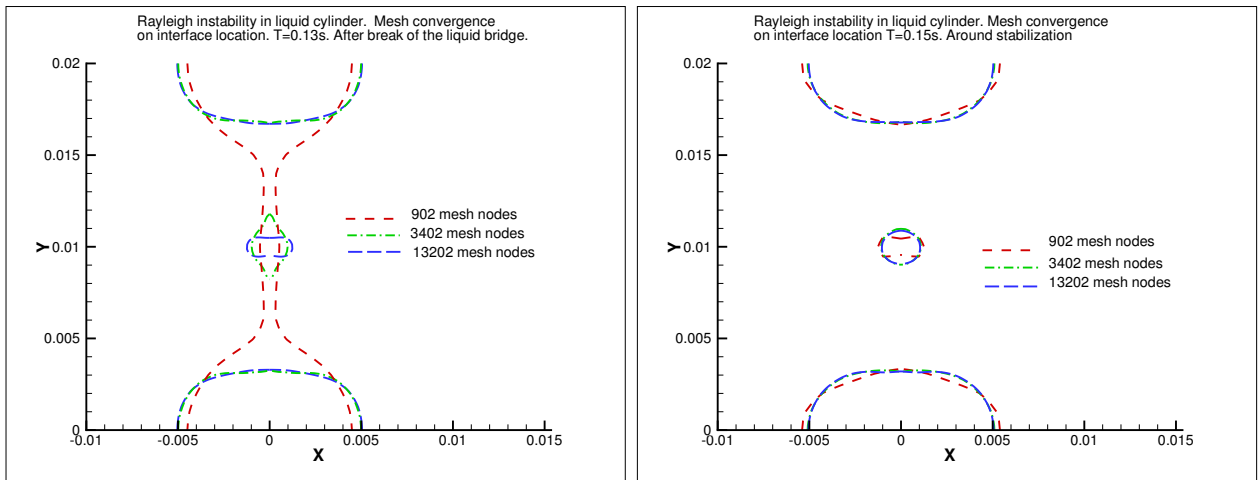 Rayleigh instability in liquid cylinder. Mesh convergence
on interface location. T=0.13s. After break of the liquid bridge.
0.02
0.015
Y
0.01
0.005
0
-0.01
-0.005
0
0.005
0.01
0.015
X
902 mesh nodes
3402 mesh nodes
13202 mesh nodes
Rayleigh instability in liquid cylinder. Mesh convergence
on interface location T=0.15s. Around stabilization
0.02
0.015
Y
0.01
0.005
0
-0.01
-0.005
0
0.005
0.01
0.015
X
902 mesh nodes
3402 mesh nodes
13202 mesh nodes